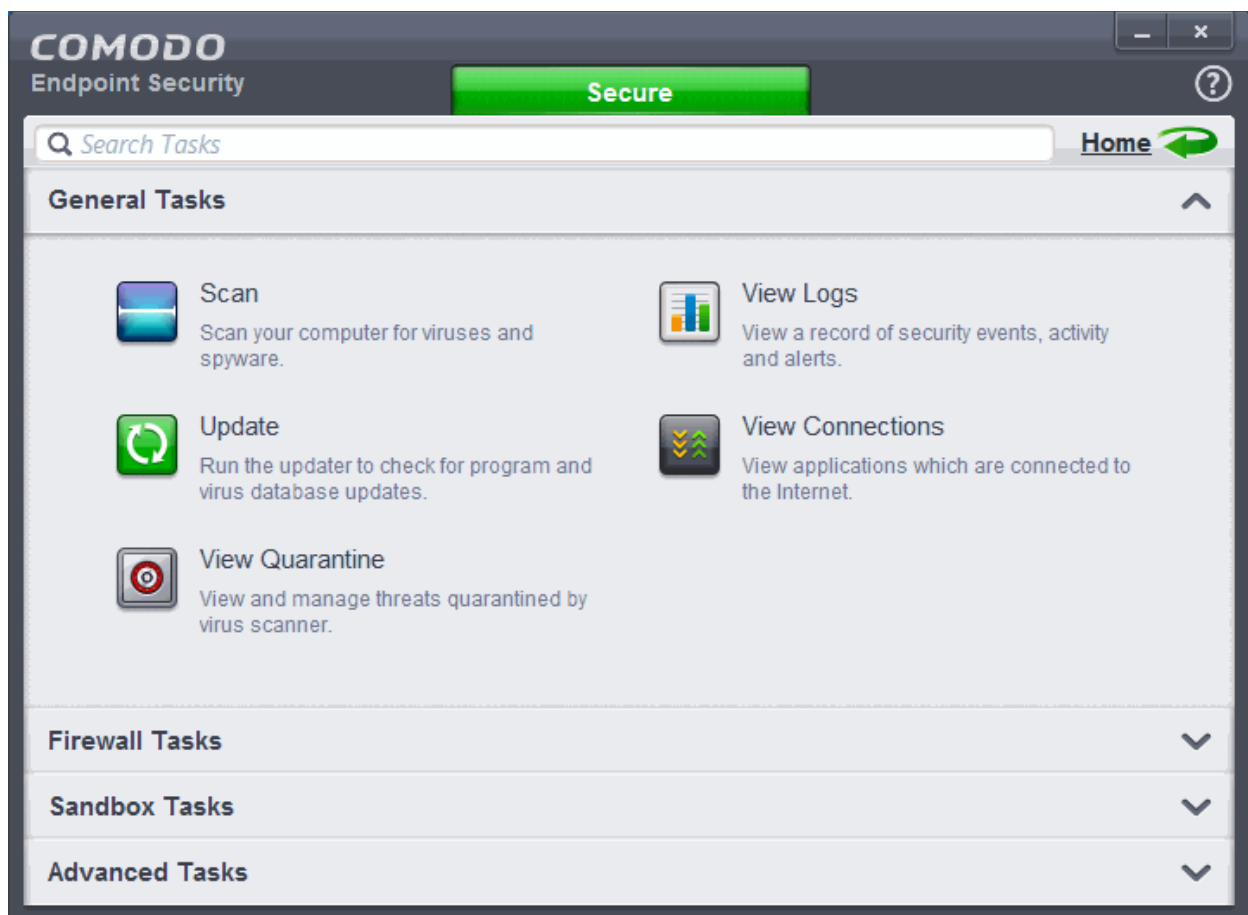 COMODO
Endpoint Security
Secure
Search Tasks
Home
General Tasks
Scan
Scan your computer for viruses and
spyware.
View Logs
View a record of security events, activity
and alerts.
Update
Run the updater to check for program and
virus database updates.
View Connections
View applications which are connected to
the Internet.
View Quarantine
View and manage threats quarantined by
virus scanner.
Firewall Tasks
Sandbox Tasks
Advanced Tasks